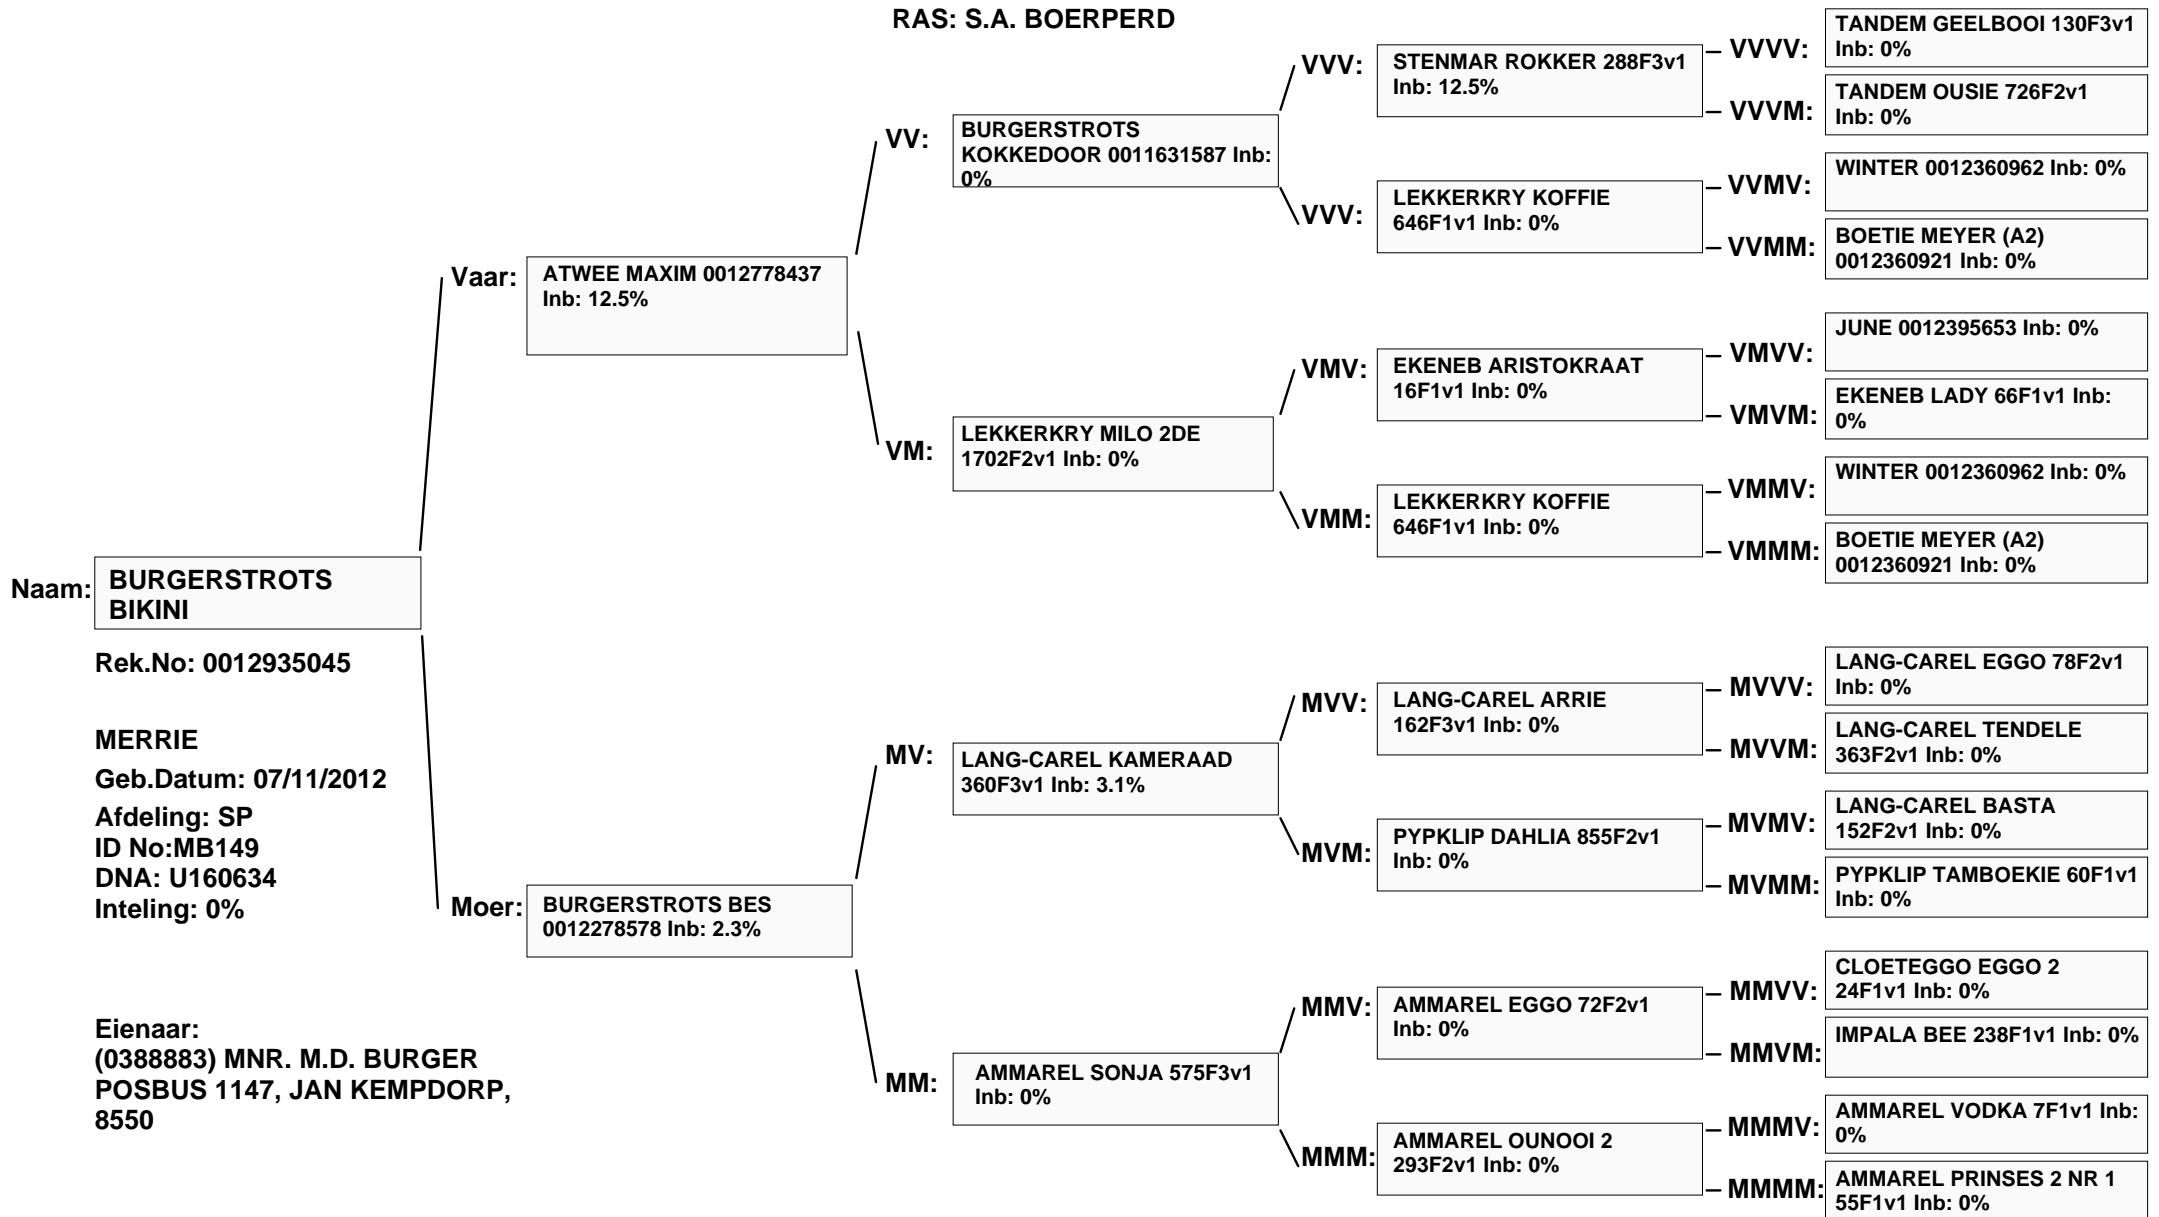 RAS: S.A. BOERPERD
Naam:
BURGERSTROTS
BIKINI
Rek.No: 0012935045
MERRIE
Geb.Datum: 07/11/2012
Afdeling: SP
ID No:MB149
DNA: U160634
Inteling: 0%
Eienaar:
(0388883) MNR. M.D. BURGER
POSBUS 1147, JAN KEMPDORP,
8550
Vaar:
ATWEE MAXIM 0012778437
Inb: 12.5%
Moer:
BURGERSTROTS BES
0012278578 Inb: 2.3%
VV:
BURGERSTROTS
KOKKEDOOR 0011631587 Inb:
0%
VM:
LEKKERKRY MILO 2DE
1702F2v1 Inb: 0%
MV:
LANG-CAREL KAMERAAD
360F3v1 Inb: 3.1%
MM:
AMMAREL SONJA 575F3v1
Inb: 0%
VVV:
STENMAR ROKKER 288F3v1
Inb: 12.5%
VVV:
LEKKERKRY KOFFIE
646F1v1 Inb: 0%
VMV:
EKENEB ARISTOKRAAT
16F1v1 Inb: 0%
VMM:
LEKKERKRY KOFFIE
646F1v1 Inb: 0%
MVV:
LANG-CAREL ARRIE
162F3v1 Inb: 0%
MVM:
PYPKLIP DAHLIA 855F2v1
Inb: 0%
MMV:
AMMAREL EGGO 72F2v1
Inb: 0%
MMM:
AMMAREL OUNOOI 2
293F2v1 Inb: 0%
– VVVV:
TANDEM GEELBOOI 130F3v1
Inb: 0%
– VVVM:
TANDEM OUSIE 726F2v1
Inb: 0%
– VVMV:
WINTER 0012360962 Inb: 0%
– VVMM:
BOETIE MEYER (A2)
0012360921 Inb: 0%
– VMVV:
JUNE 0012395653 Inb: 0%
– VMVM:
EKENEB LADY 66F1v1 Inb:
0%
– VMMV:
WINTER 0012360962 Inb: 0%
– VMMM:
BOETIE MEYER (A2)
0012360921 Inb: 0%
– MVVV:
LANG-CAREL EGGO 78F2v1
Inb: 0%
– MVVM:
LANG-CAREL TENDELE
363F2v1 Inb: 0%
– MVMV:
LANG-CAREL BASTA
152F2v1 Inb: 0%
– MVMM:
PYPKLIP TAMBOEKIE 60F1v1
Inb: 0%
– MMVV:
CLOETEGGO EGGO 2
24F1v1 Inb: 0%
– MMVM:
IMPALA BEE 238F1v1 Inb: 0%
– MMMV:
AMMAREL VODKA 7F1v1 Inb:
0%
– MMMM:
AMMAREL PRINSES 2 NR 1
55F1v1 Inb: 0%